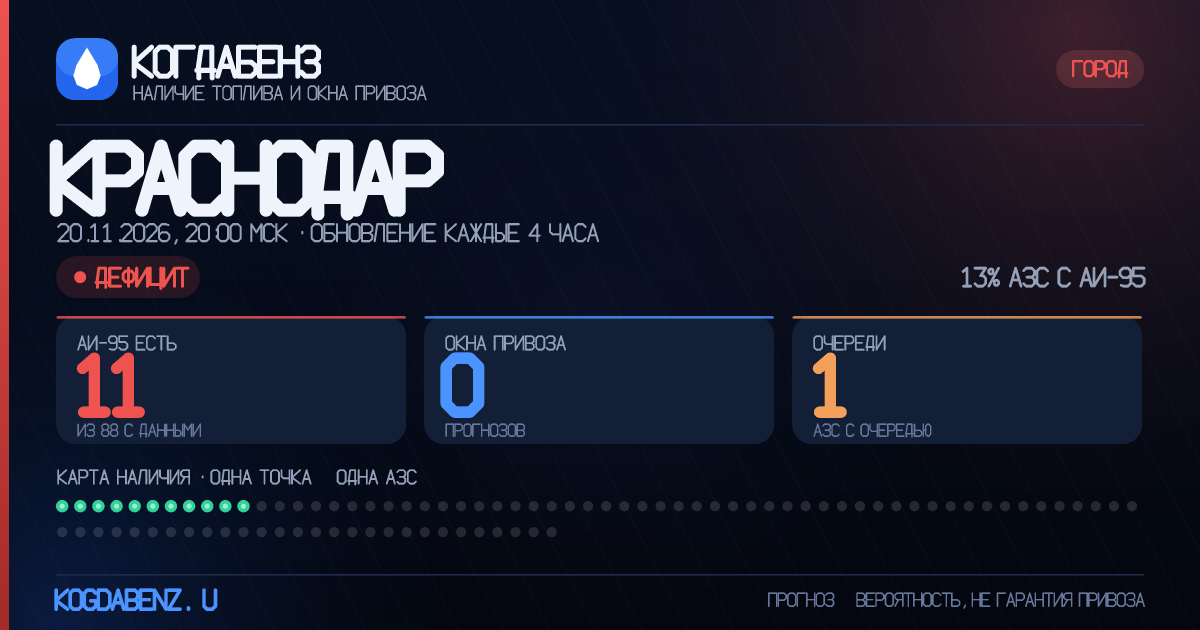 КОГДАБЕНЗ
НАЛИЧИЕ ТОПЛИВА И ОКНА ПРИВОЗА
ГОРОД
КРАСНОДАР
20.11.2026, 20:00 МСК · ОБНОВЛЕНИЕ КАЖДЫЕ 4 ЧАСА
ДЕФИЦИТ
13% АЗС С АИ-95
АИ-95 ЕСТЬ
11
ИЗ 88 С ДАННЫМИ
ОКНА ПРИВОЗА
0
ПРОГНОЗОВ
ОЧЕРЕДИ
1
АЗС С ОЧЕРЕДЬЮ
КАРТА НАЛИЧИЯ · ОДНА ТОЧКА ОДНА АЗС
KOGDABENZ. U
ПРОГНОЗ ВЕРОЯТНОСТЬ, НЕ ГАРАНТИЯ ПРИВОЗА